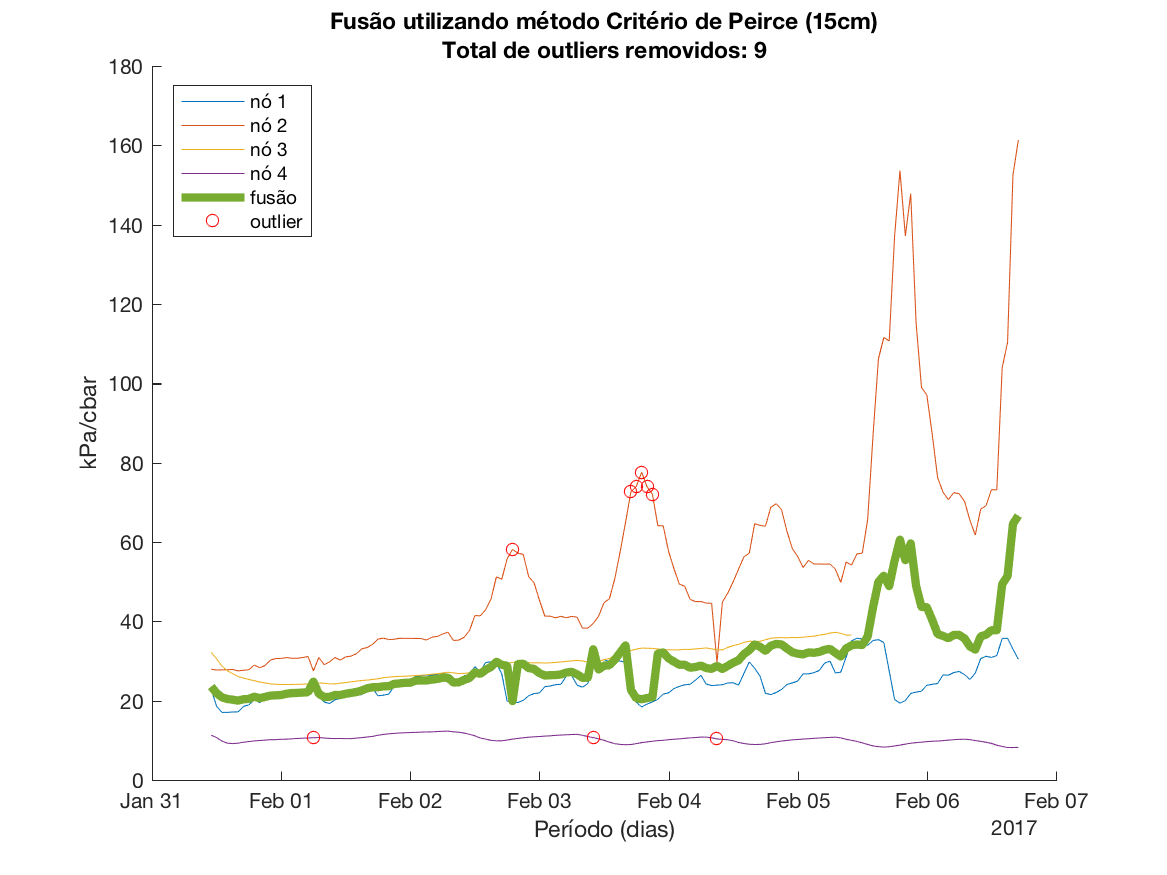 Fusão utilizando método Critério de Peirce (15cm)
Total de outliers removidos: 9
180
160
140
120
100
80
60
40
20
0
kPa/cbar
nó 1
nó 2
nó 3
nó 4
fusão
outlier
Jan 31 Feb 01 Feb 02 Feb 03 Feb 04 Feb 05 Feb 06 Feb 07
Período (dias)
2017